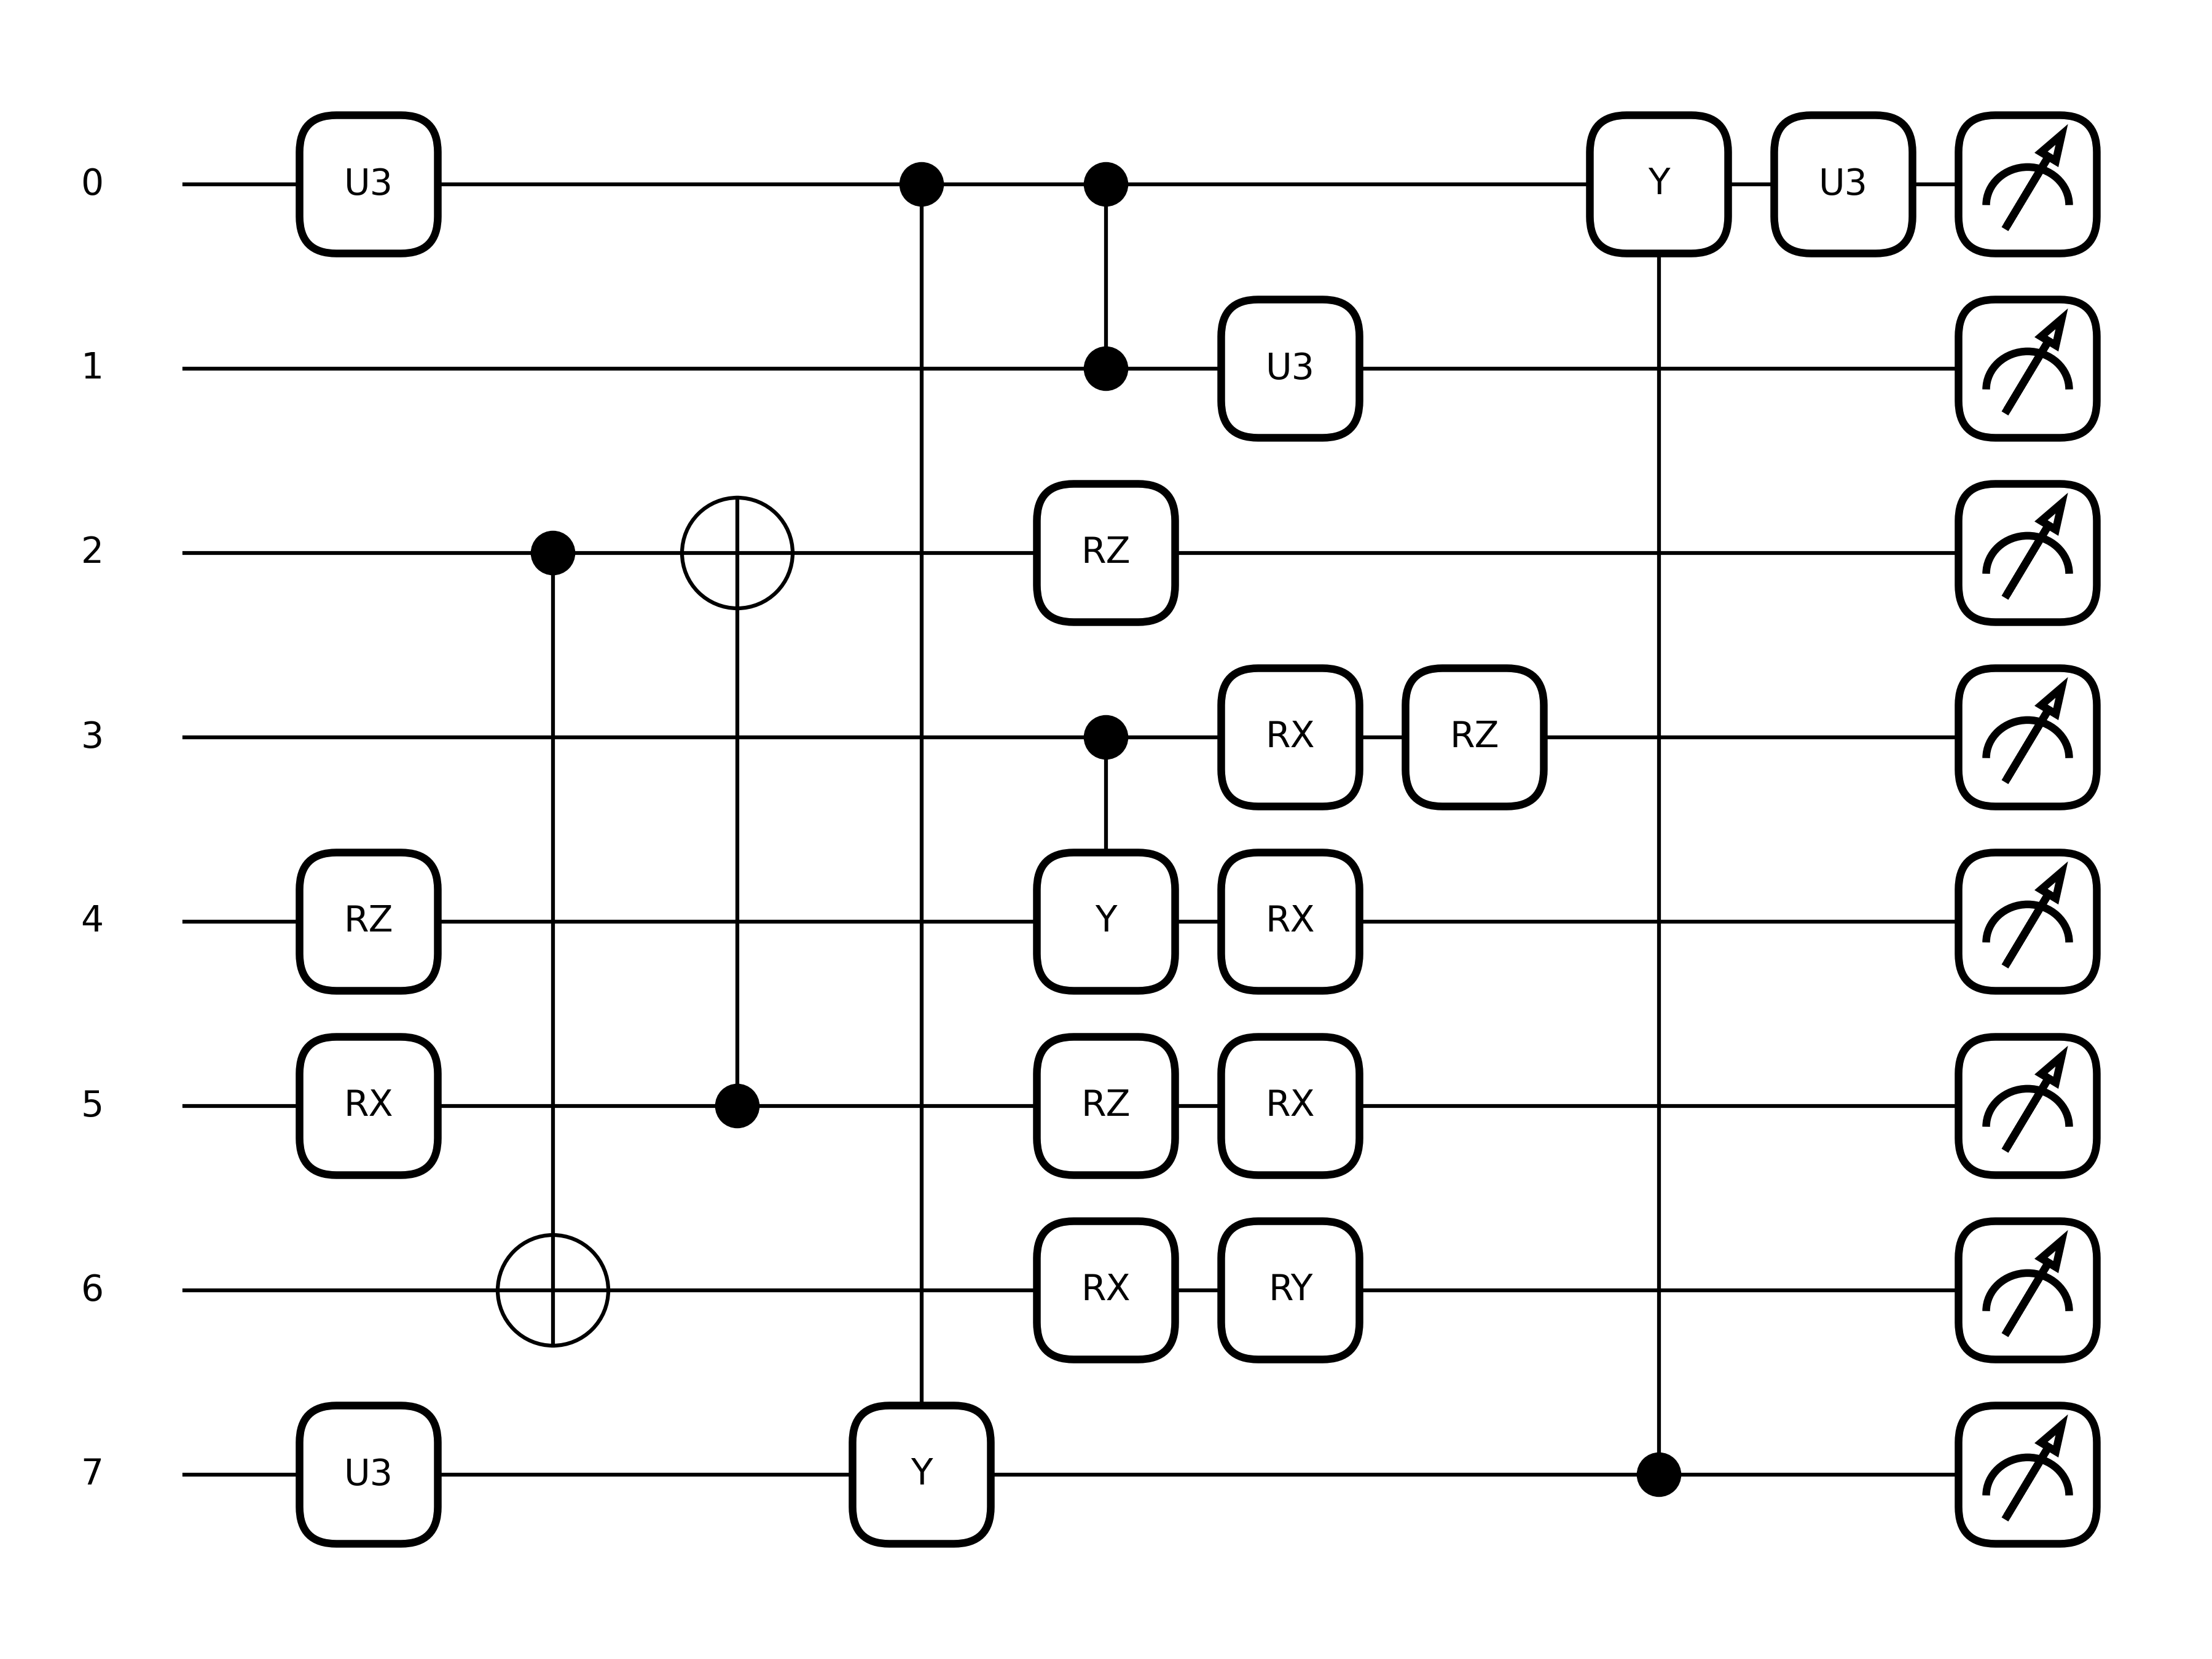 0 U3 Y U3
1 U3
2 RZ
3 RX RZ
4 RZ Y RX
5 RX RZ RX
6 RX RY
7 U3 Y